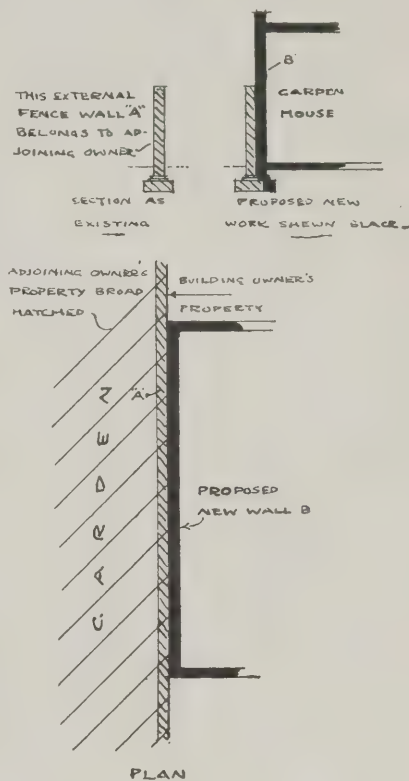 THIS EXTERNAL
FENCE WALL "A"
BELONGS TO AD-
JOINING OWNER
B
GARDEN
HOUSE
SECTION AS
EXISTING
PROPOSED NEW
WORK SHEWN BLACK
ADJOINING OWNER'S
PROPERTY BROAD
HATCHED
BUILDING OWNER'S
PROPERTY
"A"
GARDEN
PROPOSED
NEW WALL B
PLAN